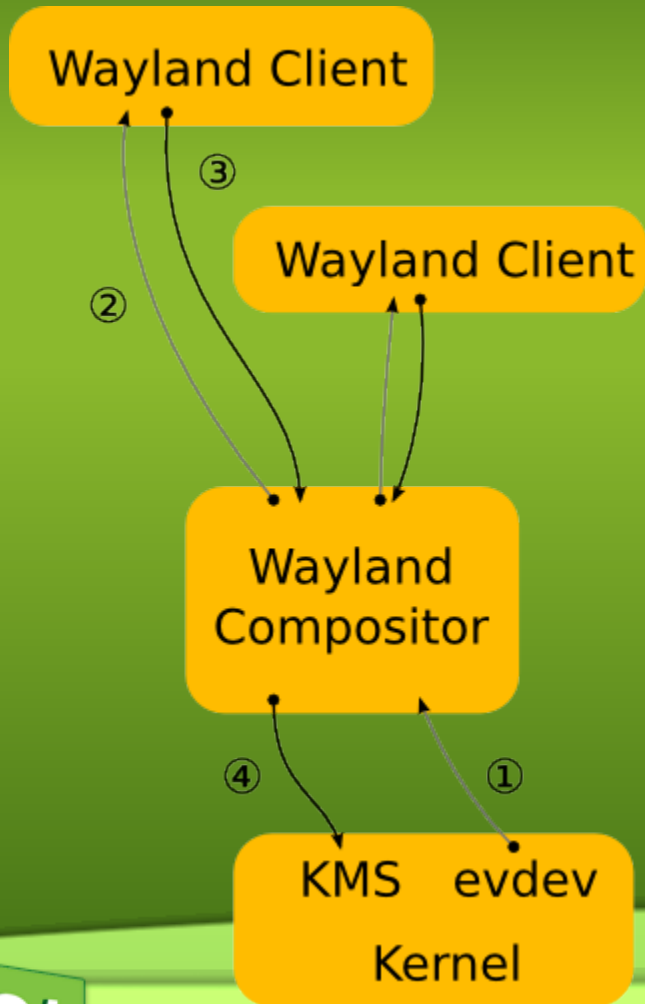 Wayland Client
③
Wayland Client
②
Wayland
Compositor
④
①
KMS evdev
Kernel